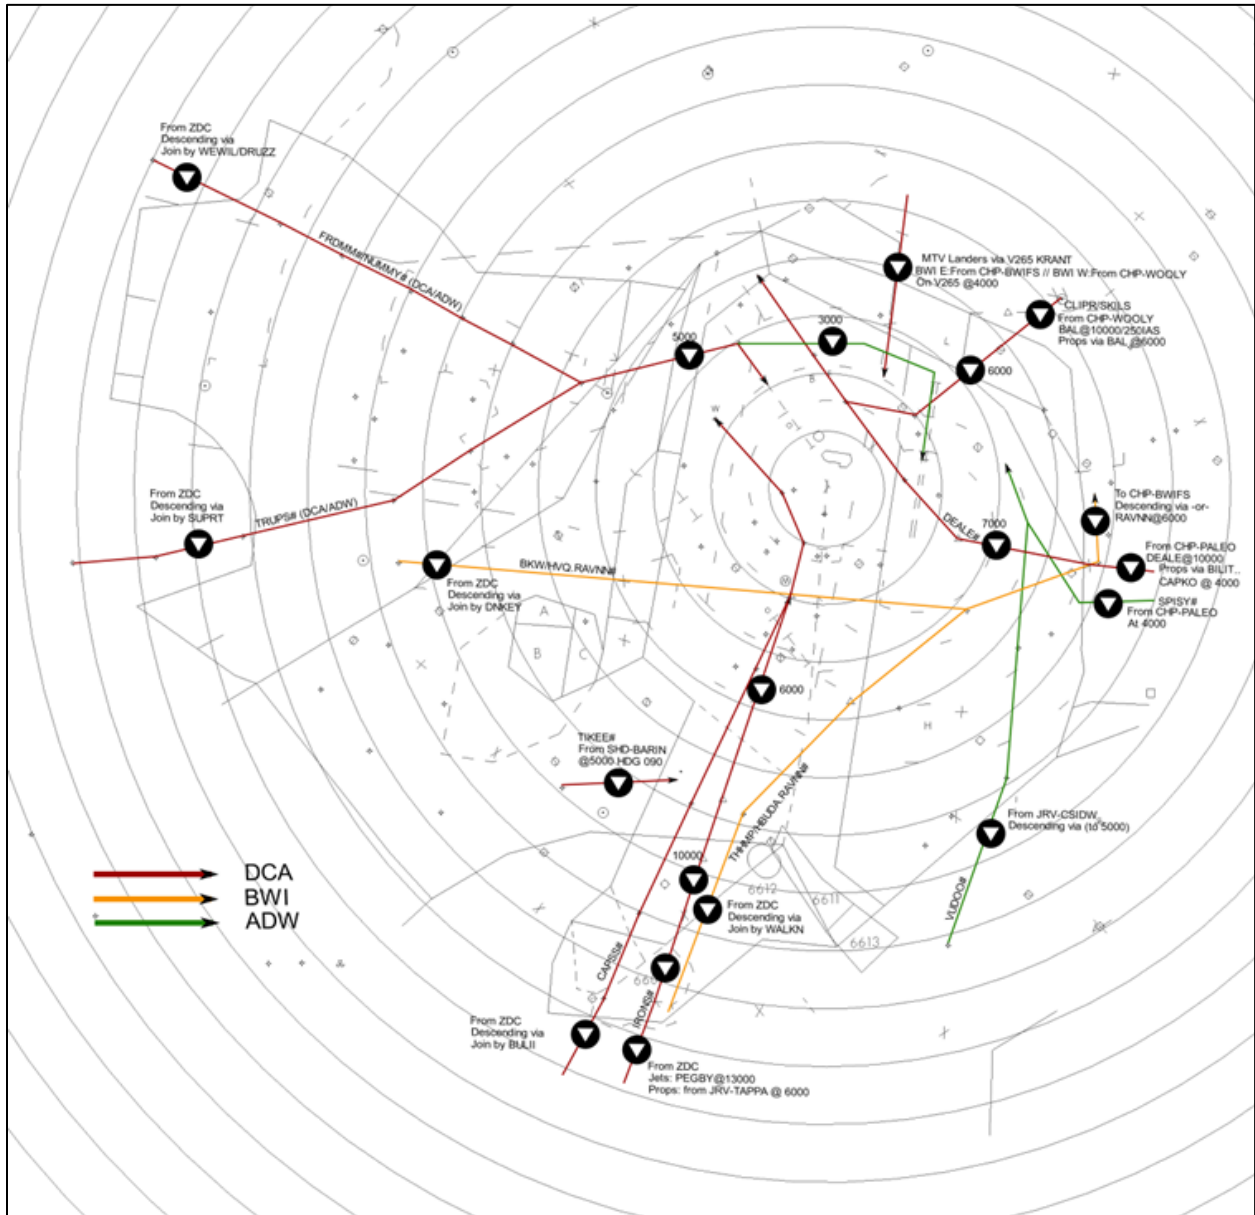 From ZDC
Descending via
Join by WEWIL/DRUZZ
FRDMM#/NUMMY# (DCA/ADW)
MTV Landers via V265 KRANT
BWI E:From CHP-BWIFS // BWI W:From CHP-WOOLY
On V265 @4000
CLIPR/SKILS
From CHP-WOOLY
BAL@10000/250IAS
Props via BAL @6000
3000
5000
6000
B
L
W
From ZDC
Descending via
Join by SUPRT
TRUPS# (DCA/ADW)
To CHP-BWIFS
Descending via -or-
RAVNN@6000
DEALE#
7000
From CHP-PALEO
DEALE@10000/
Props via BILIT..
CAPKO @ 4000
BKW/HVQ.RAVNN#
From ZDC
Descending via
Join by DNKEY
M
SPISY#
From CHP-PALEO
At 4000
A
B
C
6000
H
TIKEE#
From SHD-BARIN
@5000 HDG 090
THHMP/HBUDA.RAVNN#
From JRV-CSIDW
Descending via (to 5000)
10000
DCA
BWI
ADW
6612
6611
6613
From ZDC
Descending via
Join by WALKN
VUDOO#
CAPSS#
IRONS#
From ZDC
Descending via
Join by BULII
From ZDC
Jets: PEGBY@13000
Props: from JRV-TAPPA @ 6000